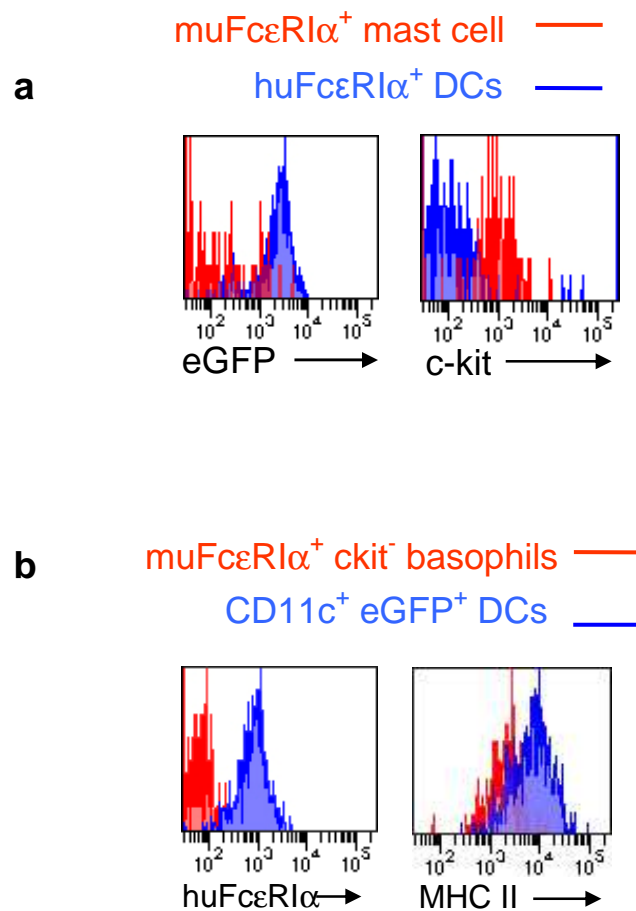 muFcεRIα⁺ mast cell
a
huFcεRIα⁺ DCs
10² 10³ 10⁴ 10⁵
eGFP
10² 10³ 10⁴ 10⁵
c-kit
b
muFcεRIα⁺ ckit⁻ basophils
CD11c⁺ eGFP⁺ DCs
10² 10³ 10⁴ 10⁵
huFcεRIα
10² 10³ 10⁴ 10⁵
MHC II